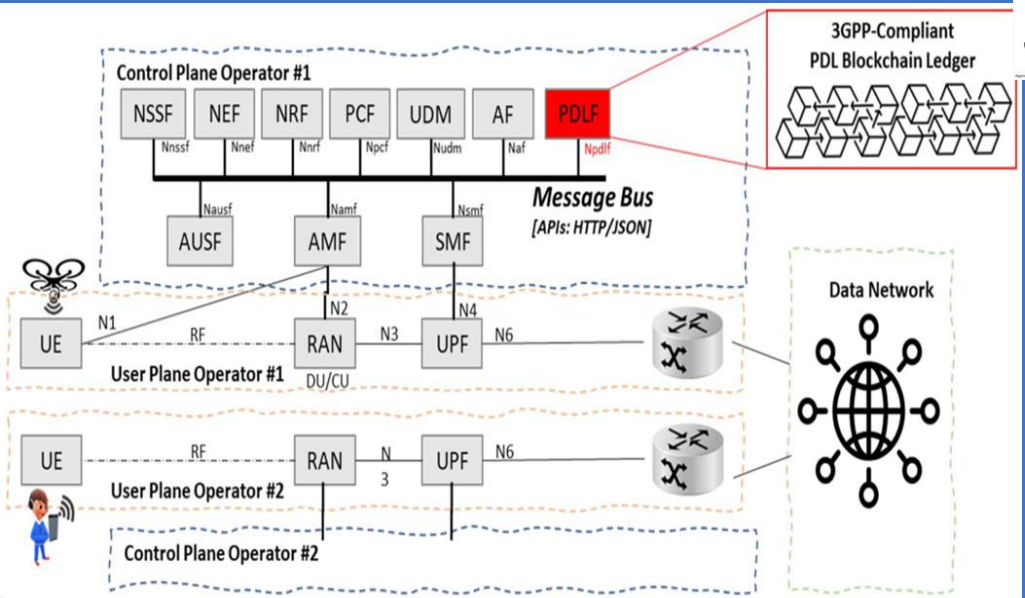 3GPP-Compliant
PDL Blockchain Ledger
Control Plane Operator #1
NSSF NEF NRF PCF UDM AF PDLF
Nnssf Nnef Nnrf Npcf Nudm Naf Npdlf
Message Bus
[APIs: HTTP/JSON]
Nausf Namf Nsmf
AUSF AMF SMF
Data Network
N1 N2 N4
UE RF RAN N3 UPF N6
User Plane Operator #1
DU/CU
UE RF RAN N UPF N6
3
User Plane Operator #2
Control Plane Operator #2